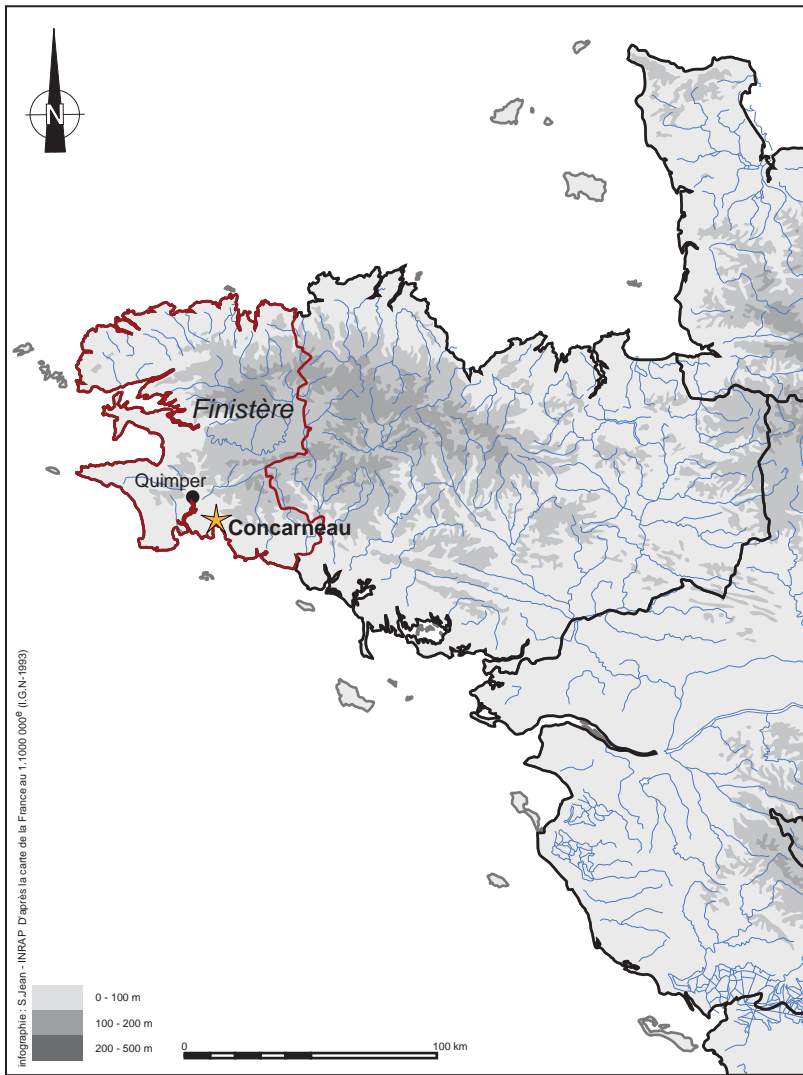 N
Finistère
Quimper
Concarneau
infographie : S.Jean - INRAP D'après la carte de la France au 1.1000 000e (I.G.N-1993)
0 - 100 m
100 - 200 m
200 - 500 m
0
100 km